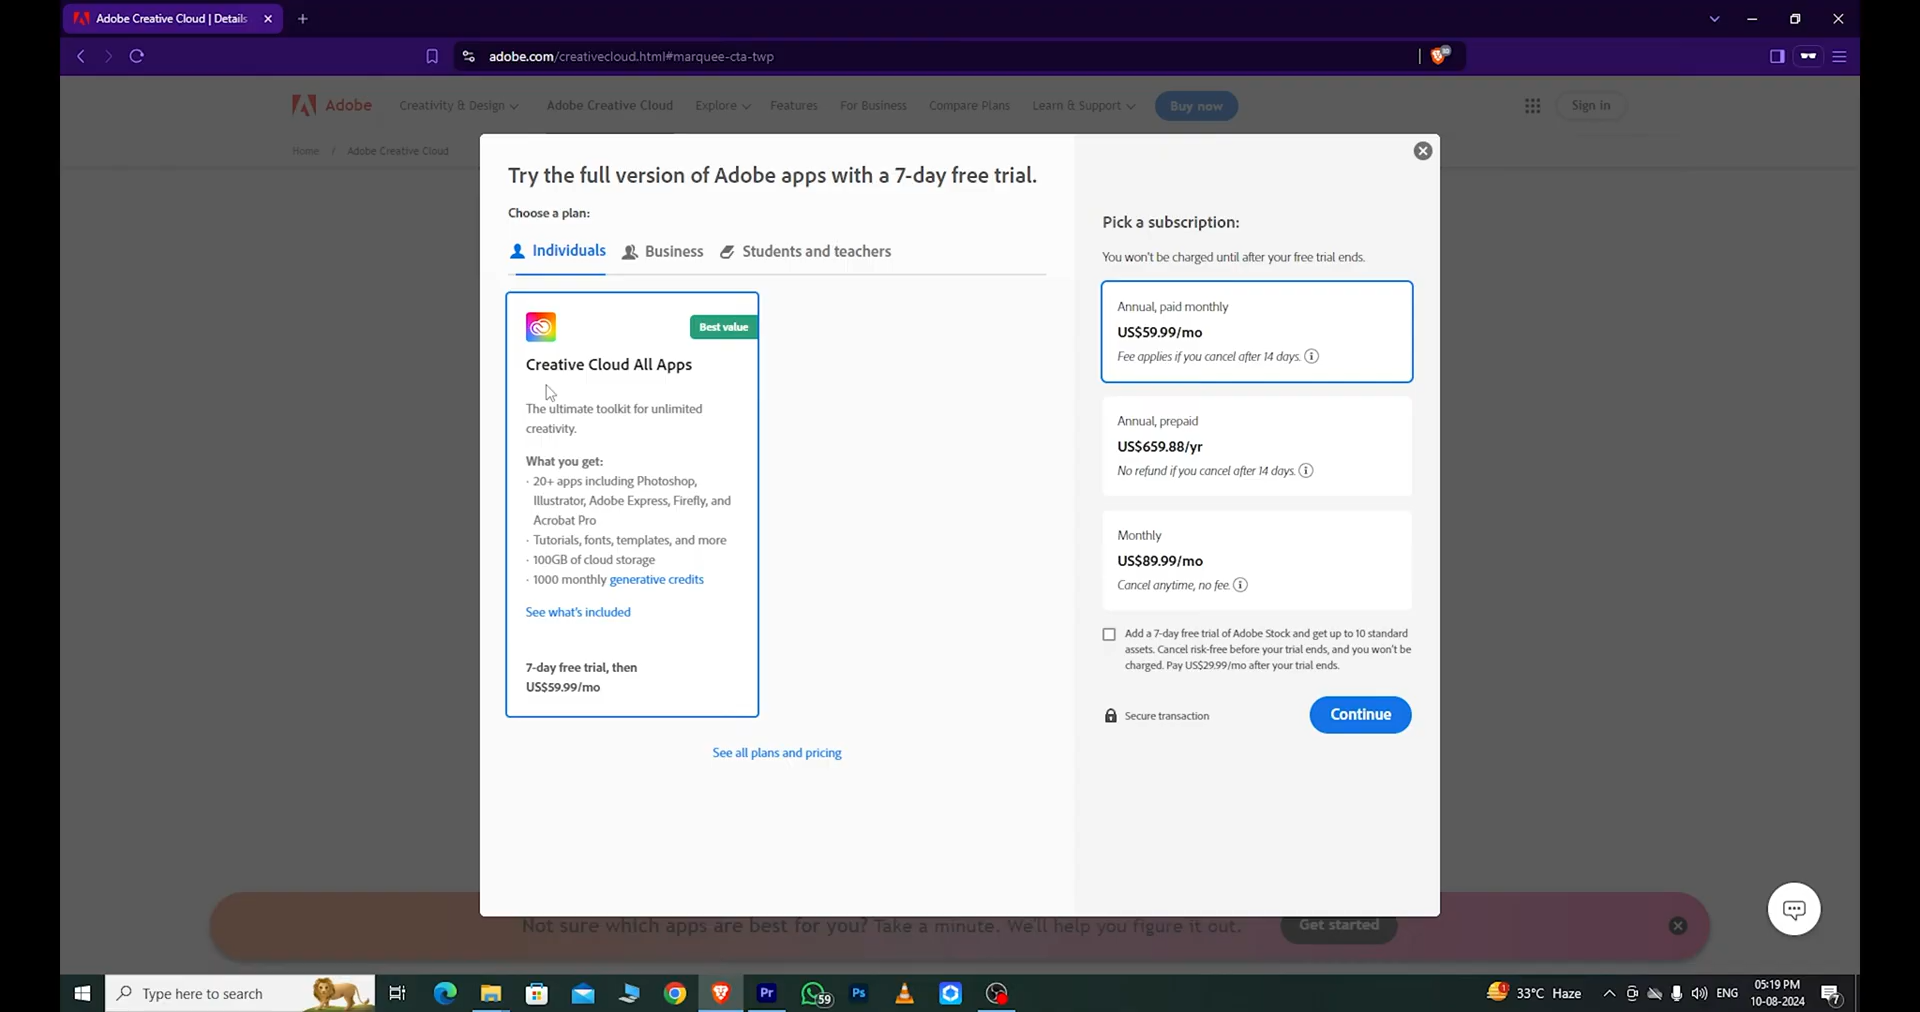 Adobe Creative Cloud | Details
adobe.com/creativecloud.html#marquee-cta-twp
Adobe
Creativity & Design
Adobe Creative Cloud
Explore
Features
For Business
Compare Plans
Learn & Support
Buy now
Sign in
Home / Adobe Creative Cloud
Try the full version of Adobe apps with a 7-day free trial.
Choose a plan:
Individuals
Business
Students and teachers
Best value
Creative Cloud All Apps
The ultimate toolkit for unlimited
creativity.
What you get:
· 20+ apps including Photoshop,
Illustrator, Adobe Express, Firefly, and
Acrobat Pro
· Tutorials, fonts, templates, and more
· 100GB of cloud storage
· 1000 monthly generative credits
See what's included
7-day free trial, then
US$59.99/mo
See all plans and pricing
Pick a subscription:
You won't be charged until after your free trial ends.
Annual, paid monthly
US$59.99/mo
Fee applies if you cancel after 14 days.
Annual, prepaid
US$659.88/yr
No refund if you cancel after 14 days.
Monthly
US$89.99/mo
Cancel anytime, no fee.
Add a 7-day free trial of Adobe Stock and get up to 10 standard
assets. Cancel risk-free before your trial ends, and you won't be
charged. Pay US$29.99/mo after your trial ends.
Secure transaction
Continue
Not sure which apps are best for you? Take a minute. We'll help you figure it out.
Get started
Type here to search
Pr
59
Ps
1
33°C Haze
ENG
05:19 PM
10-08-2024
7